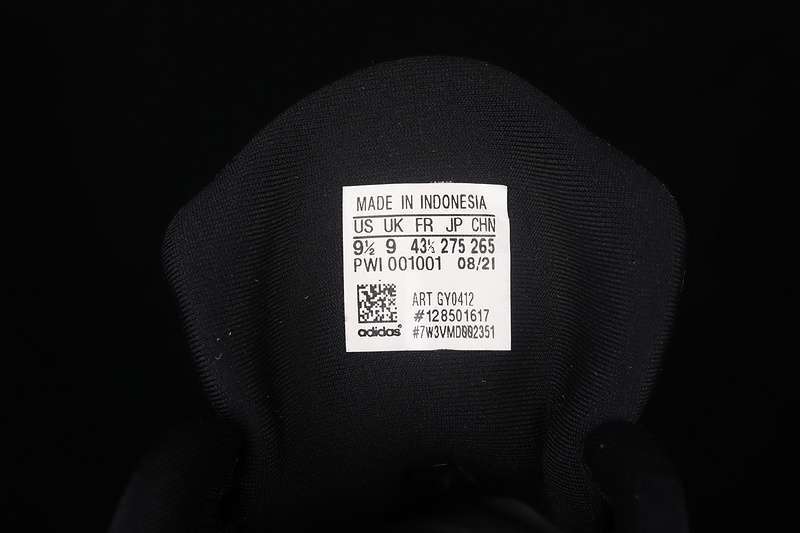 MADE IN INDONESIA
US UK FR JP CHN
9½ 9 43⅓ 275 265
PWI 001001 08/21
ART GY0412
#128501617
adidas #7W3VMD002351